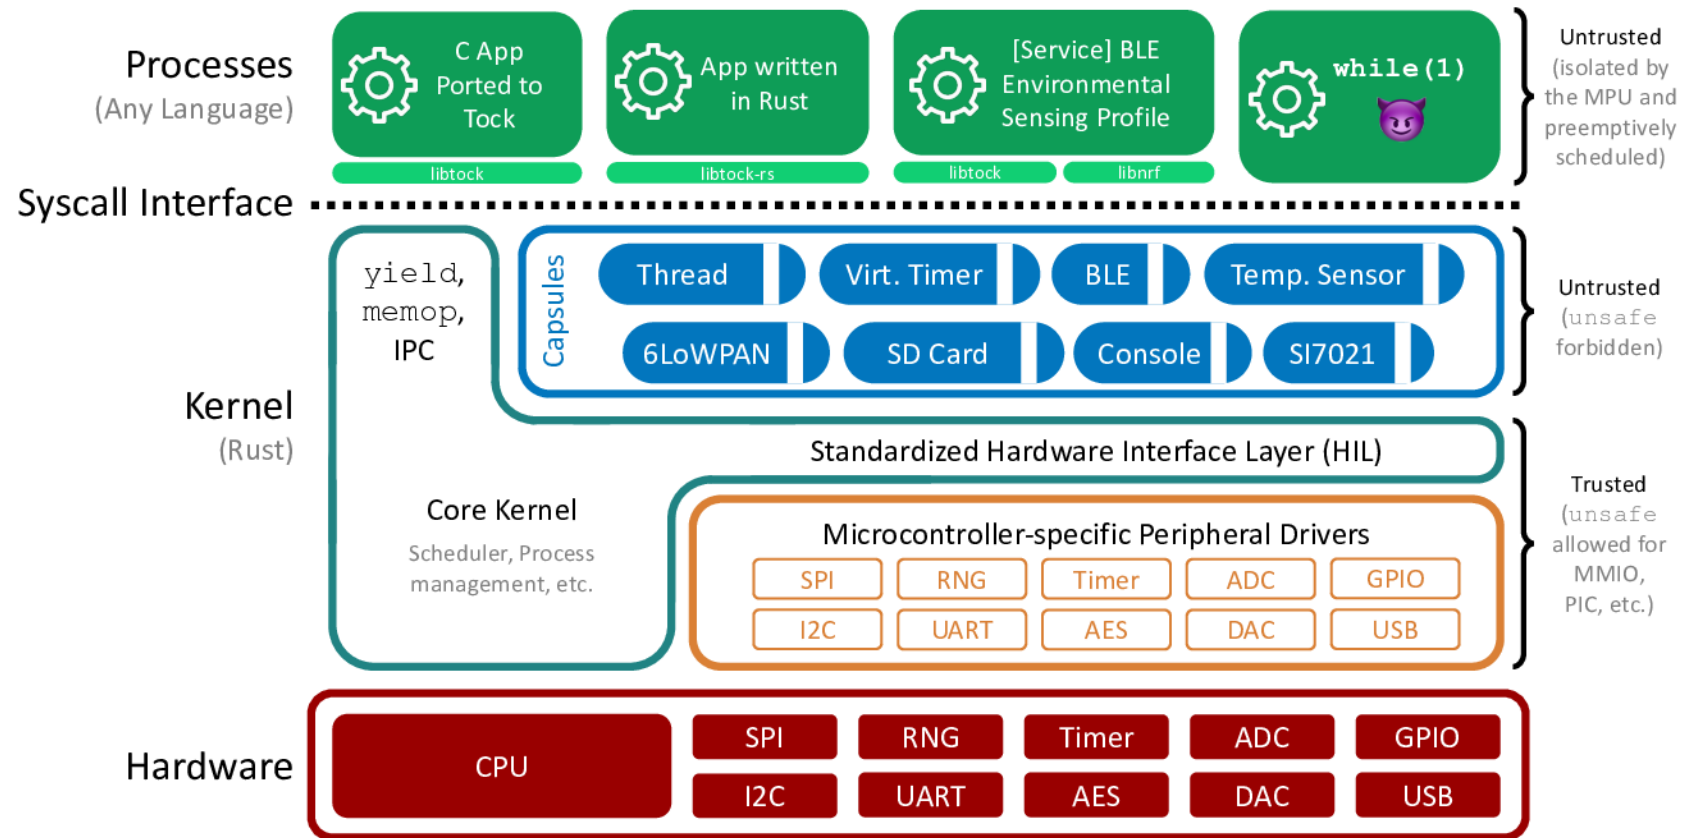 Processes
(Any Language)
C App
Ported to
Tock
libtock
App written
in Rust
libtock-rs
[Service] BLE
Environmental
Sensing Profile
libtock
libnrf
while(1)
Untrusted
(isolated by
the MPU and
preemptively
scheduled)
Syscall Interface
Kernel
(Rust)
yield,
memop,
IPC
Capsules
Thread
Virt. Timer
BLE
Temp. Sensor
6LoWPAN
SD Card
Console
SI7021
Untrusted
(unsafe
forbidden)
Standardized Hardware Interface Layer (HIL)
Core Kernel
Scheduler, Process
management, etc.
Microcontroller-specific Peripheral Drivers
SPI
RNG
Timer
ADC
GPIO
I2C
UART
AES
DAC
USB
Trusted
(unsafe
allowed for
MMIO,
PIC, etc.)
Hardware
CPU
SPI
RNG
Timer
ADC
GPIO
I2C
UART
AES
DAC
USB